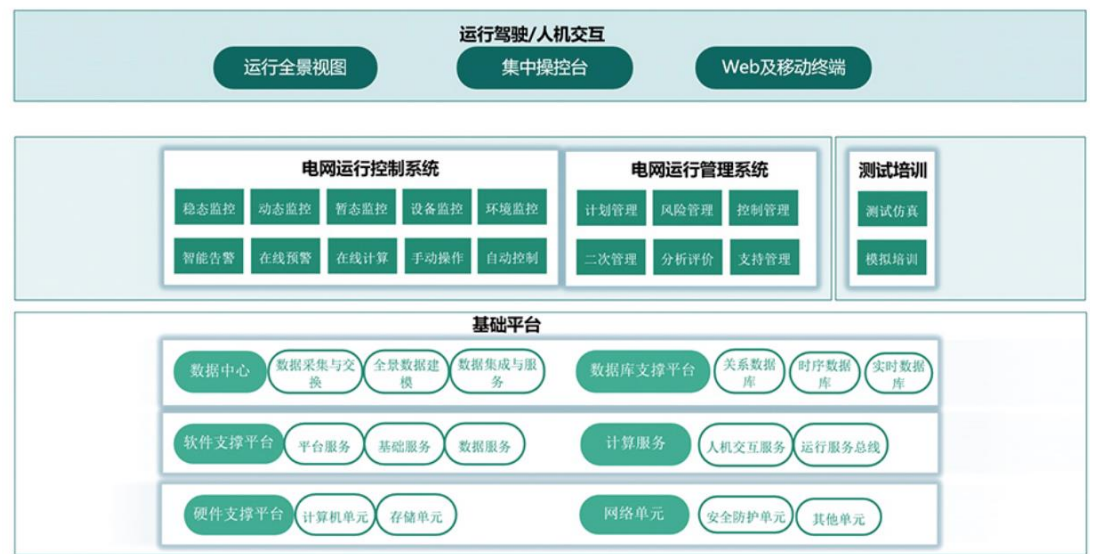 运行驾驶/人机交互
运行全景视图
集中操控台
Web及移动终端
电网运行控制系统
稳态监控
动态监控
暂态监控
设备监控
环境监控
智能告警
在线预警
在线计算
手动操作
自动控制
电网运行管理系统
计划管理
风险管理
控制管理
二次管理
分析评价
支持管理
测试培训
测试仿真
模拟培训
基础平台
数据中心
数据采集与交
换
全景数据建
模
数据集成与服
务
数据库支撑平台
关系数据
库
时序数据
库
实时数据
库
软件支撑平台
平台服务
基础服务
数据服务
计算服务
人机交互服务
运行服务总线
硬件支撑平台
计算机单元
存储单元
网络单元
安全防护单元
其他单元